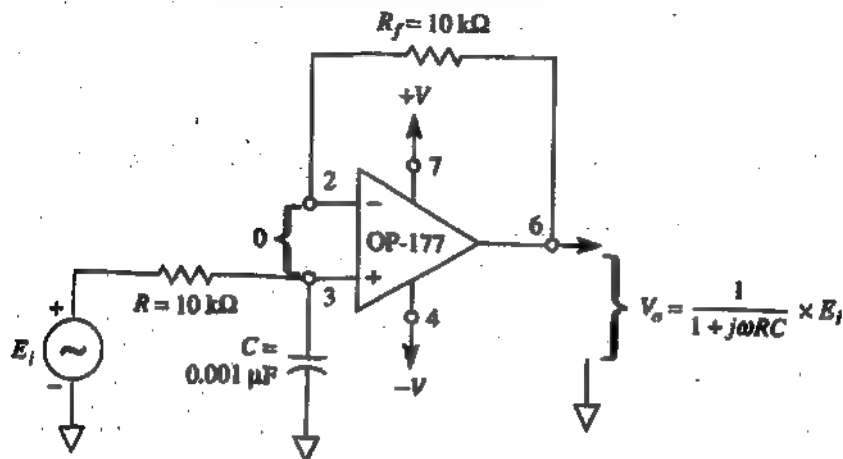 R_f = 10 kΩ
+V
7
2
−
0
OP-177
6
+
3
R = 10 kΩ
4
−V
+
E_i
~
−
C =
0.001 μF
V_o = 1 / (1 + jωRC) × E_i